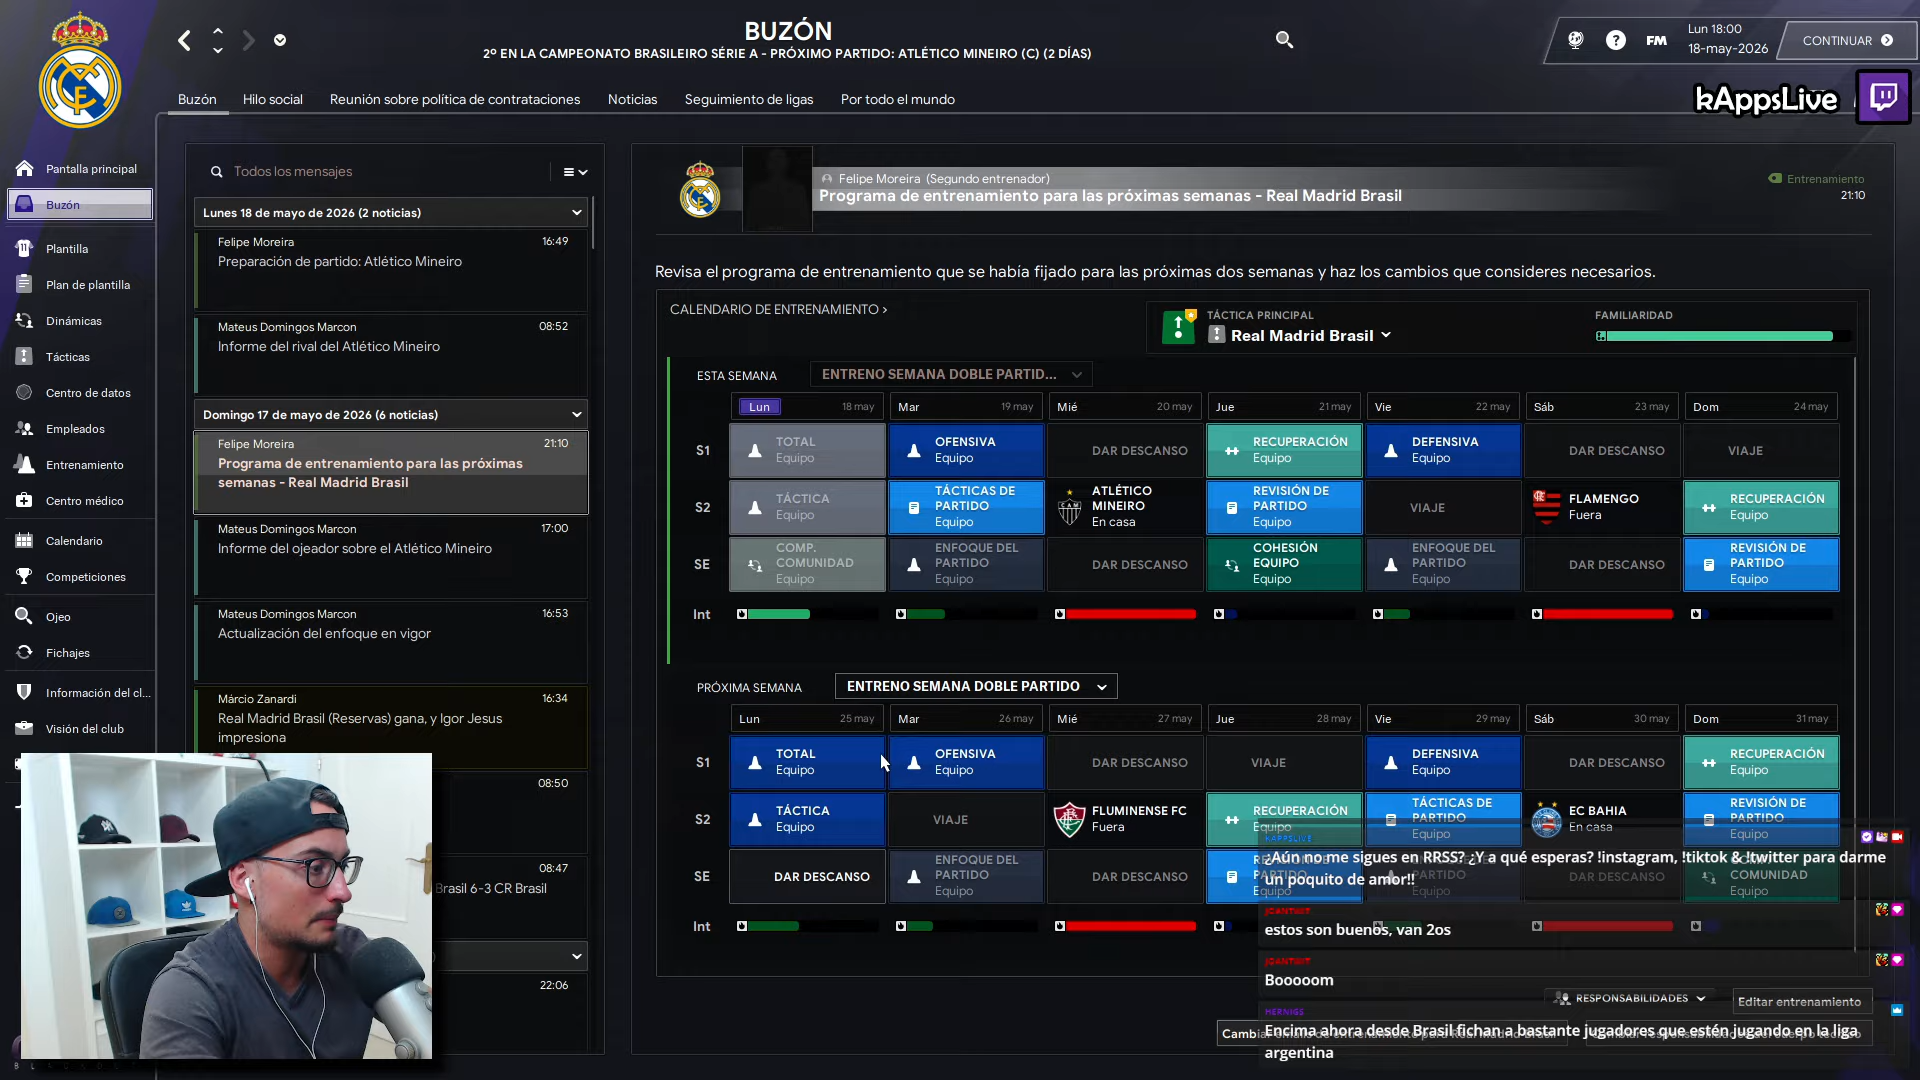 BUZÓN
2º EN LA CAMPEONATO BRASILEIRO SÉRIE A - PRÓXIMO PARTIDO: ATLÉTICO MINEIRO (C) (2 DÍAS)
FM
Lun 18:00
18-may-2026
CONTINUAR
Buzón
Hilo social
Reunión sobre política de contrataciones
Noticias
Seguimiento de ligas
Por todo el mundo
kAppsLive
Pantalla principal
Buzón
Plantilla
Plan de plantilla
Dinámicas
Tácticas
Centro de datos
Empleados
Entrenamiento
Centro médico
Calendario
Competiciones
Ojeo
Fichajes
Información del cl...
Visión del club
Todos los mensajes
Lunes 18 de mayo de 2026 (2 noticias)
Felipe Moreira 16:49
Preparación de partido: Atlético Mineiro
Mateus Domingos Marcon 08:52
Informe del rival del Atlético Mineiro
Domingo 17 de mayo de 2026 (6 noticias)
Felipe Moreira 21:10
Programa de entrenamiento para las próximas
semanas - Real Madrid Brasil
Mateus Domingos Marcon 17:00
Informe del ojeador sobre el Atlético Mineiro
Mateus Domingos Marcon 16:53
Actualización del enfoque en vigor
Márcio Zanardi 16:34
Real Madrid Brasil (Reservas) gana, y Igor Jesus
impresiona
08:50
08:47
Brasil 6-3 CR Brasil
22:06
Felipe Moreira (Segundo entrenador)
Programa de entrenamiento para las próximas semanas - Real Madrid Brasil
Entrenamiento
21:10
Revisa el programa de entrenamiento que se había fijado para las próximas dos semanas y haz los cambios que consideres necesarios.
CALENDARIO DE ENTRENAMIENTO >
TÁCTICA PRINCIPAL
Real Madrid Brasil
FAMILIARIDAD
ESTA SEMANA
ENTRENO SEMANA DOBLE PARTID...
Lun 18 may Mar 19 may Mié 20 may Jue 21 may Vie 22 may Sáb 23 may Dom 24 may
S1
TOTAL
Equipo
OFENSIVA
Equipo
DAR DESCANSO
RECUPERACIÓN
Equipo
DEFENSIVA
Equipo
DAR DESCANSO
VIAJE
S2
TÁCTICA
Equipo
TÁCTICAS DE
PARTIDO
Equipo
ATLÉTICO
MINEIRO
En casa
REVISIÓN DE
PARTIDO
Equipo
VIAJE
FLAMENGO
Fuera
RECUPERACIÓN
Equipo
SE
COMP.
COMUNIDAD
Equipo
ENFOQUE DEL
PARTIDO
Equipo
DAR DESCANSO
COHESIÓN
EQUIPO
Equipo
ENFOQUE DEL
PARTIDO
Equipo
DAR DESCANSO
REVISIÓN DE
PARTIDO
Equipo
Int
PRÓXIMA SEMANA
ENTRENO SEMANA DOBLE PARTIDO
Lun 25 may Mar 26 may Mié 27 may Jue 28 may Vie 29 may Sáb 30 may Dom 31 may
S1
TOTAL
Equipo
OFENSIVA
Equipo
DAR DESCANSO
VIAJE
DEFENSIVA
Equipo
DAR DESCANSO
RECUPERACIÓN
Equipo
S2
TÁCTICA
Equipo
VIAJE
FLUMINENSE FC
Fuera
RECUPERACIÓN
Equipo
TÁCTICAS DE
PARTIDO
Equipo
EC BAHIA
En casa
REVISIÓN DE
PARTIDO
Equipo
SE
DAR DESCANSO
ENFOQUE DEL
PARTIDO
Equipo
DAR DESCANSO
Equipo
DAR DESCANSO
COMUNIDAD
Equipo
Int
KAPPSLIVE
¿Aún no me sigues en RRSS? ¿Y a qué esperas? !instagram, !tiktok & !twitter para darme
un poquito de amor!!
estos son buenos, van 2os
Booooom
RESPONSABILIDADES
Editar entrenamiento
HERNIGS
Encima ahora desde Brasil fichan a bastante jugadores que estén jugando en la liga
argentina